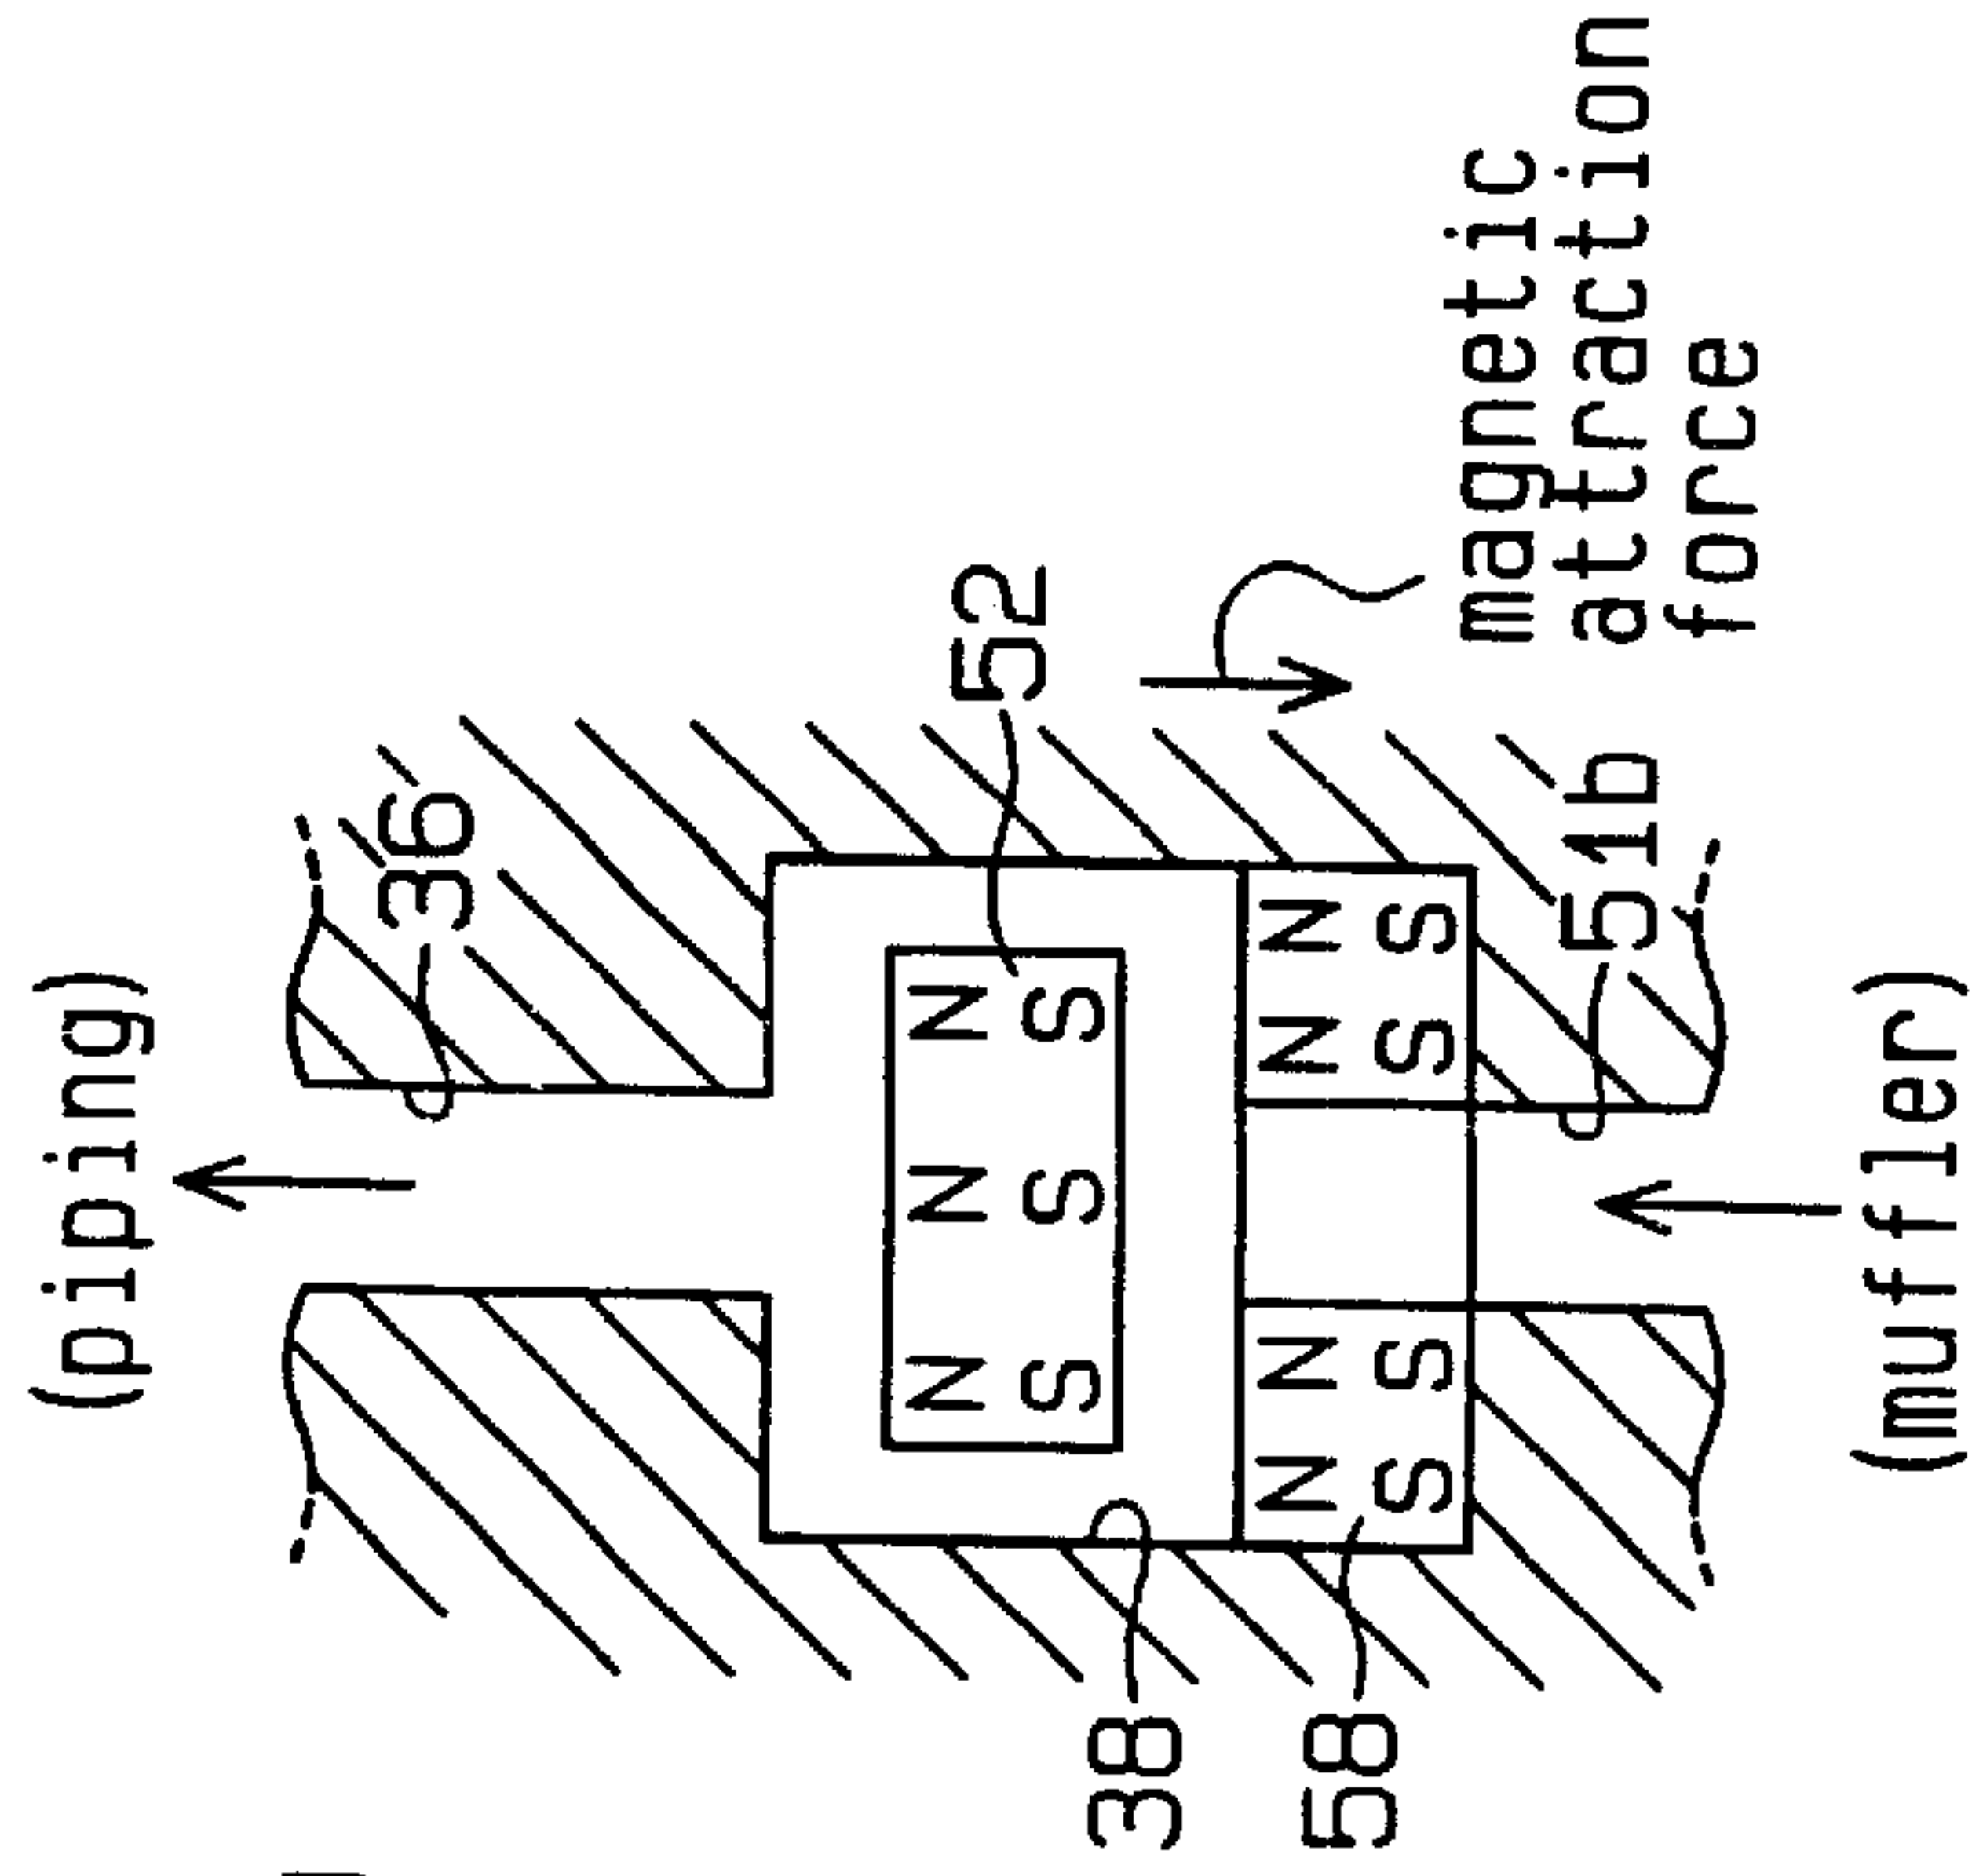 (piping)
36
52
N N N
S S S
38
N N N N
58
S S S S
magnetic
attraction
force
51b
(muffler)